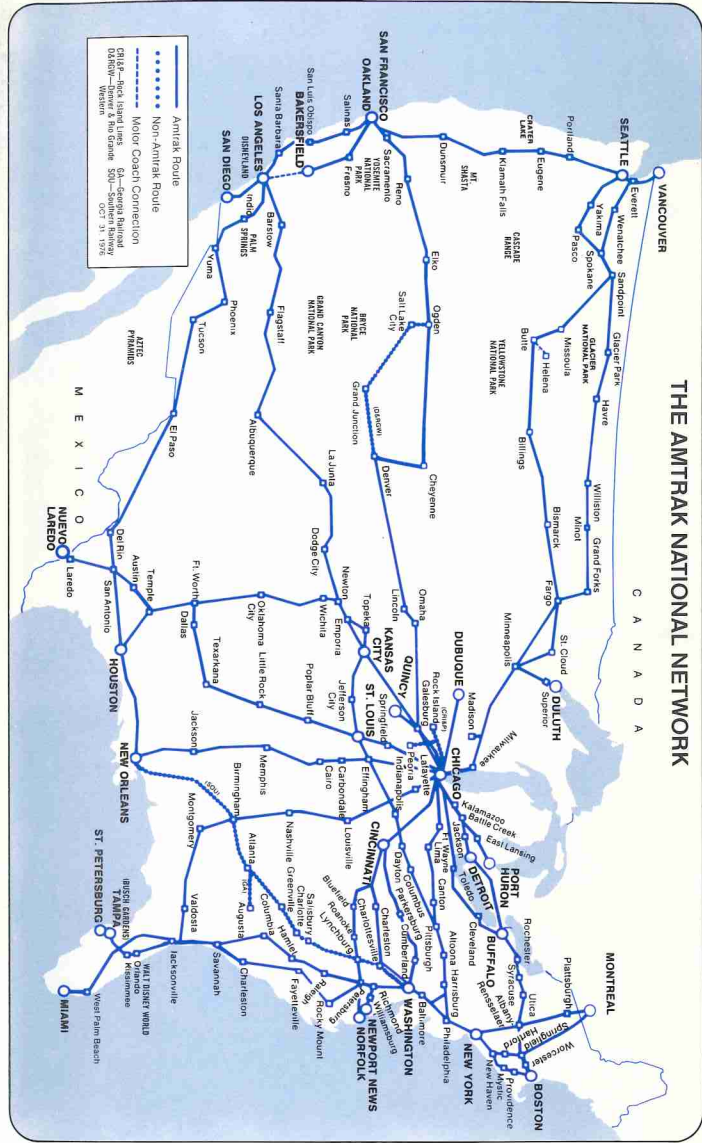 THE AMTRAK NATIONAL NETWORK
VANCOUVER
SEATTLE
Everett
Wenatchee
Yakima
Pasco
Spokane
Sandpoint
Glacier Park
GLACIER
NATIONAL PARK
Havre
Williston
Minot
Grand Forks
CANADA
Portland
Eugene
CRATER
LAKE
Klamath Falls
CASCADE
RANGE
MT.
SHASTA
Dunsmuir
Missoula
Butte
Helena
YELLOWSTONE
NATIONAL PARK
Billings
Bismarck
Fargo
St. Cloud
Minneapolis
DULUTH
Superior
SAN FRANCISCO
OAKLAND
Sacramento
Reno
Elko
Ogden
Salt Lake
City
Grand Junction
(D&RGW)
Denver
Cheyenne
Omaha
Lincoln
YOSEMITE
NATIONAL
PARK
Fresno
Salinas
San Luis Obispo
BAKERSFIELD
Santa Barbara
LOS ANGELES
DISNEYLAND
SAN DIEGO
Indio
PALM
SPRINGS
Barstow
Flagstaff
GRAND CANYON
NATIONAL PARK
BRYCE
NATIONAL
PARK
Albuquerque
La Junta
Dodge City
Newton
Wichita
Emporia
Topeka
KANSAS
CITY
Yuma
Phoenix
Tucson
AZTEC
PYRAMIDS
El Paso
MEXICO
Del Rio
NUEVO
LAREDO
Laredo
San Antonio
Austin
Temple
Ft. Worth
Dallas
Oklahoma
City
HOUSTON
Texarkana
Little Rock
Poplar Bluff
Jefferson
City
ST. LOUIS
Springfield
QUINCY
Galesburg
Rock Island
(CRI&P)
DUBUQUE
Madison
Milwaukee
CHICAGO
Peoria
Lafayette
Indianapolis
Effingham
Carbondale
Cairo
Memphis
Jackson
NEW ORLEANS
(SOU)
Birmingham
Montgomery
Nashville
Louisville
CINCINNATI
Kalamazoo
Battle Creek
East Lansing
PORT
HURON
Jackson
DETROIT
Toledo
Ft Wayne
Lima
Canton
Cleveland
BUFFALO
Rochester
Syracuse
Utica
Albany-
Rensselaer
Plattsburgh
MONTREAL
Springfield
Hartford
Worcester
BOSTON
Providence
Mystic
New Haven
NEW YORK
Philadelphia
Harrisburg
Altoona
Pittsburgh
Columbus
Dayton
Parkersburg
Cumberland
Baltimore
WASHINGTON
Charleston
Charlottesville
Lynchburg
Roanoke
Bluefield
Richmond
Williamsburg
NEWPORT NEWS
NORFOLK
Petersburg
Rocky Mount
Raleigh
Fayetteville
Hamlet
Salisbury
Charlotte
Greenville
Columbia
Atlanta
(GA)
Augusta
Charleston
Savannah
Valdosta
Jacksonville
WALT DISNEY WORLD
Orlando
Kissimmee
(BUSCH GARDENS)
TAMPA
ST. PETERSBURG
West Palm Beach
MIAMI
Amtrak Route
Non-Amtrak Route
Motor Coach Connection
CRI&P—Rock Island Lines
GA—Georgia Railroad
D&RGW—Denver & Rio Grande
Western
SOU—Southern Railway
OCT 31 1976